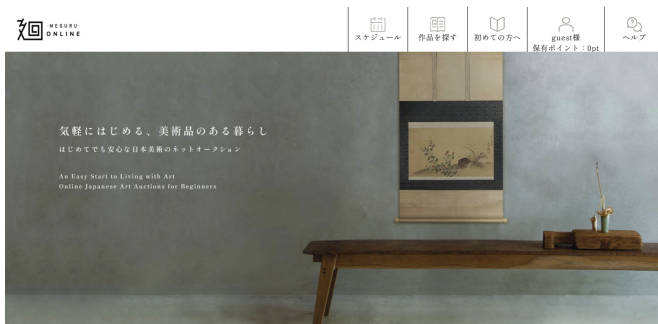 廻 -MEGURU-
ONLINE
スケジュール
作品を探す
初めての方へ
guest様
保有ポイント：0pt
ヘルプ
気軽にはじめる、美術品のある暮らし
はじめてでも安心な日本美術のネットオークション
An Easy Start to Living with Art
Online Japanese Art Auctions for Beginners